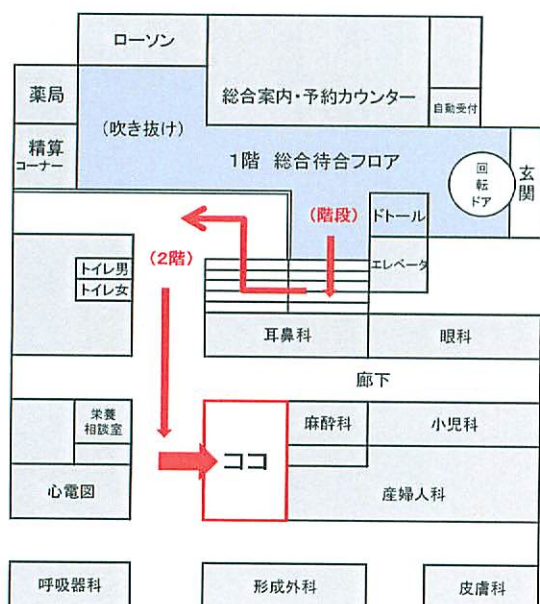 ローソン
薬局
総合案内・予約カウンター
自動受付
(吹き抜け)
精算
コーナー
1階 総合待合フロア
回
転
ド
ア
玄
関
(階段)
ドトール
(2階)
エレベータ
トイレ男
トイレ女
耳鼻科
眼科
廊下
栄養
相談室
麻酔科
小児科
ココ
心電図
産婦人科
呼吸器科
形成外科
皮膚科